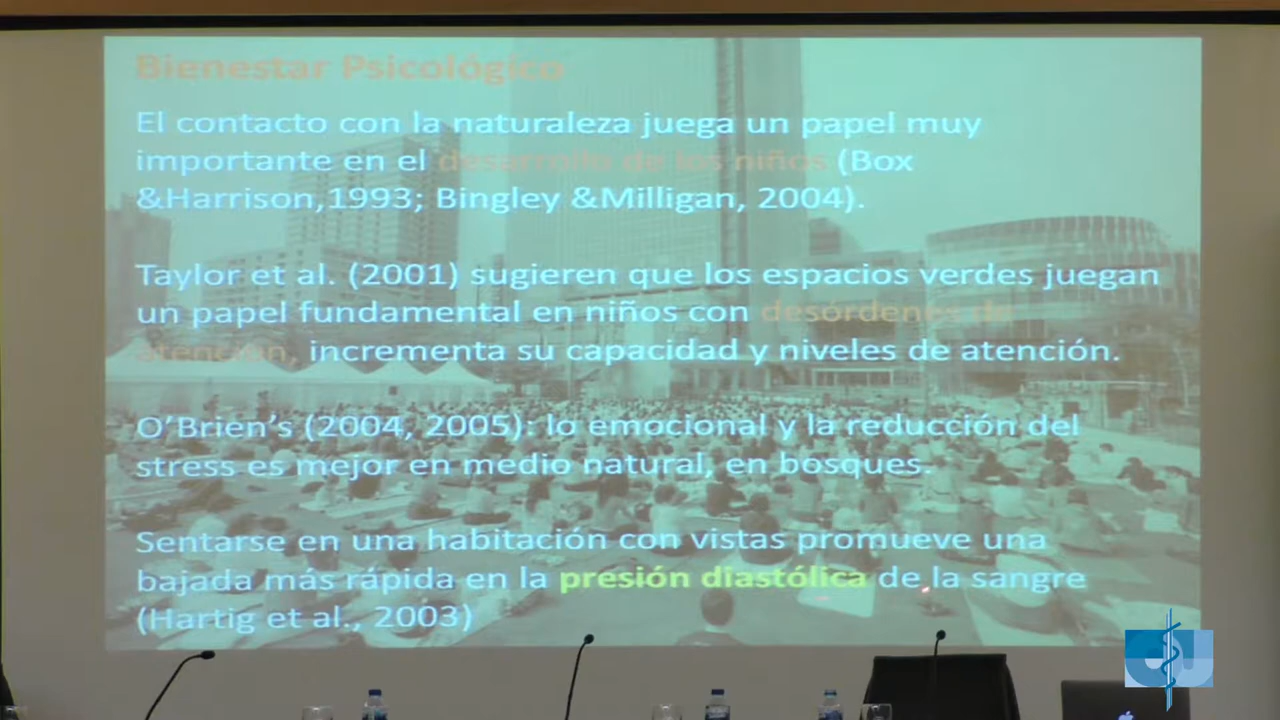 Bienestar Psicológico
El contacto con la naturaleza juega un papel muy
importante en el desarrollo de los niños (Box
&Harrison,1993; Bingley &Milligan, 2004).
Taylor et al. (2001) sugieren que los espacios verdes juegan
un papel fundamental en niños con desórdenes de
atención, incrementa su capacidad y niveles de atención.
O'Brien's (2004, 2005): lo emocional y la reducción del
stress es mejor en medio natural, en bosques.
Sentarse en una habitación con vistas promueve una
bajada más rápida en la presión diastólica de la sangre
(Hartig et al., 2003)